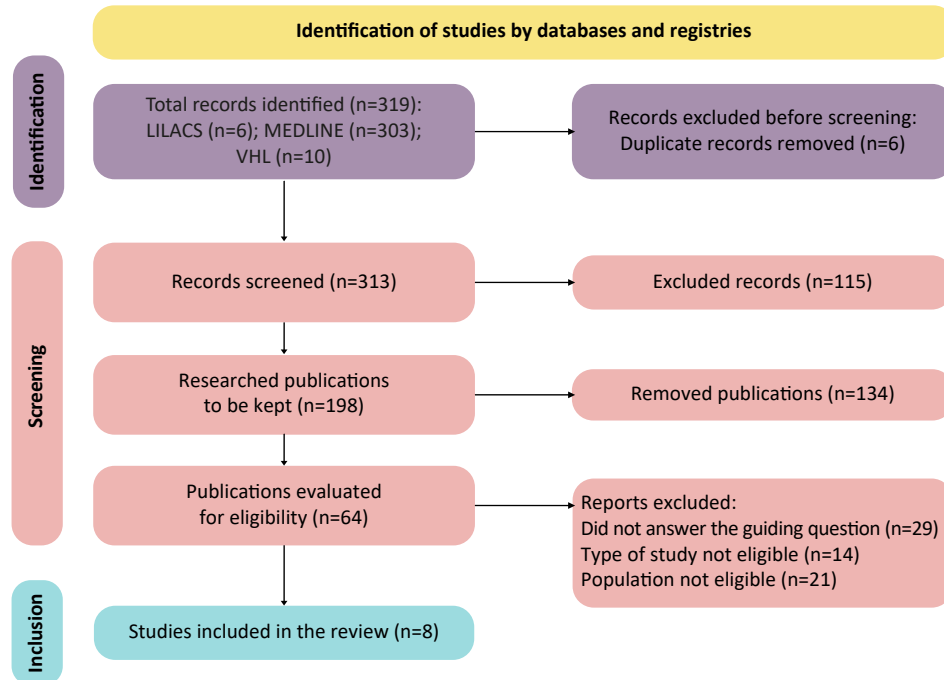 Identification of studies by databases and registries
Identification
Total records identified (n=319):
LILACS (n=6); MEDLINE (n=303);
VHL (n=10)
Records excluded before screening:
Duplicate records removed (n=6)
Screening
Records screened (n=313)
Excluded records (n=115)
Researched publications
to be kept (n=198)
Removed publications (n=134)
Publications evaluated
for eligibility (n=64)
Reports excluded:
Did not answer the guiding question (n=29)
Type of study not eligible (n=14)
Population not eligible (n=21)
Inclusion
Studies included in the review (n=8)